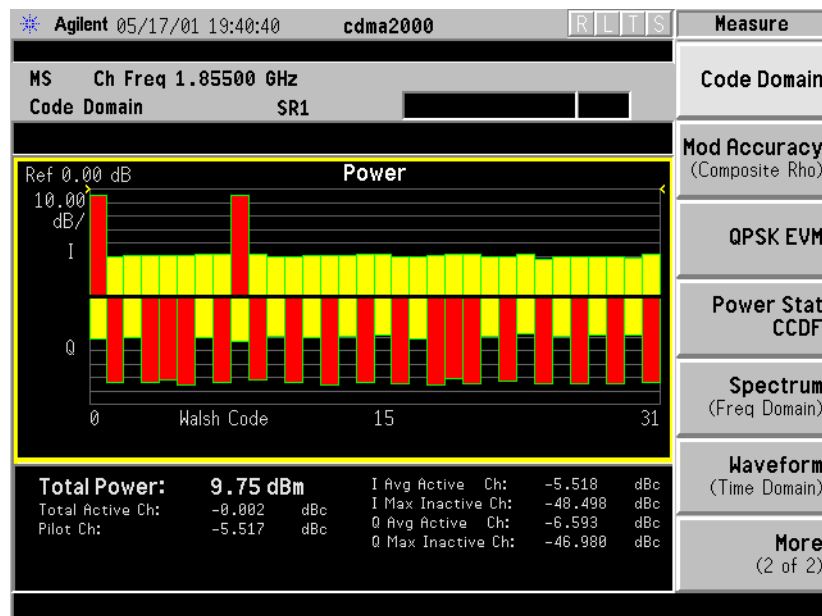 Agilent 05/17/01 19:40:40 cdma2000 R L T S Measure
MS Ch Freq 1.85500 GHz
Code Domain SR1
Code Domain
Mod Accuracy
(Composite Rho)
QPSK EVM
Power Stat
CCDF
Spectrum
(Freq Domain)
Waveform
(Time Domain)
More
(2 of 2)
Ref 0.00 dB Power
10.00
dB/
I
Q
0 Walsh Code 15 31
Total Power: 9.75 dBm
Total Active Ch: -0.002 dBc
Pilot Ch: -5.517 dBc
I Avg Active Ch: -5.518 dBc
I Max Inactive Ch: -48.498 dBc
Q Avg Active Ch: -6.593 dBc
Q Max Inactive Ch: -46.980 dBc